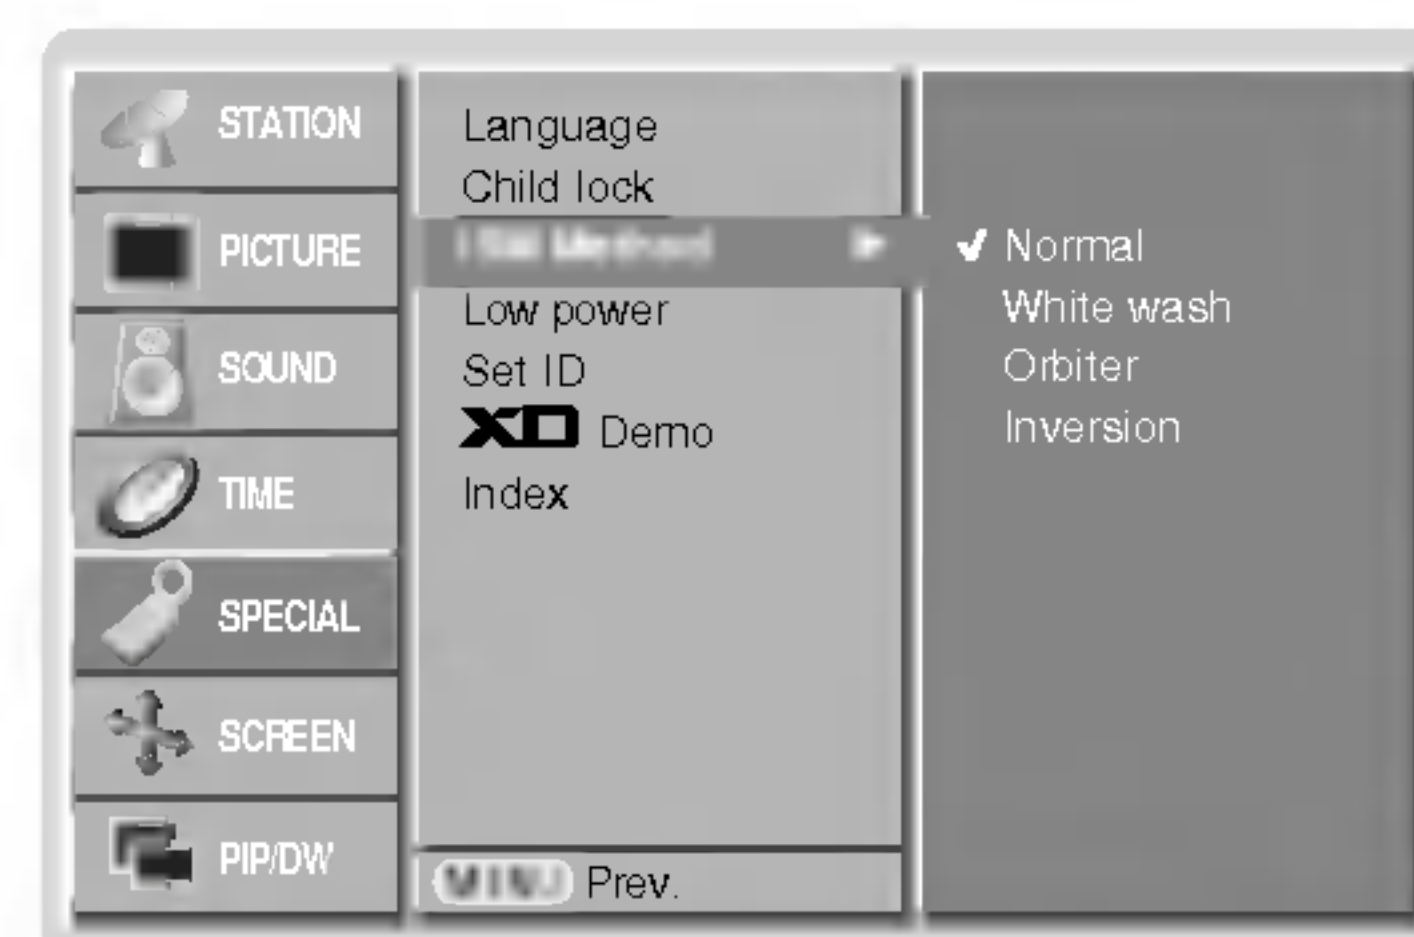 STATION
PICTURE
SOUND
TIME
SPECIAL
SCREEN
PIP/DW
Language
Child lock
Method
Low power
Set ID
XD Demo
Index
Prev.
Normal
White wash
Orbiter
Inversion